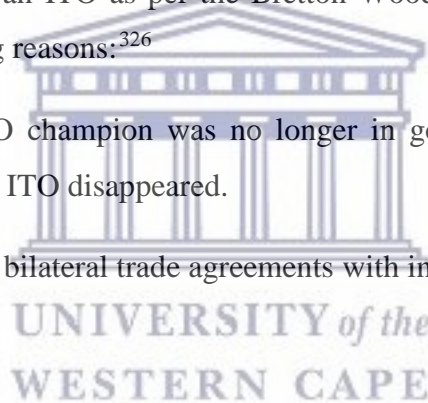 an ITO as per the Bretton Wood
g reasons:326
O champion was no longer in go
ITO disappeared.
bilateral trade agreements with in
UNIVERSITY of the
WESTERN CAPE